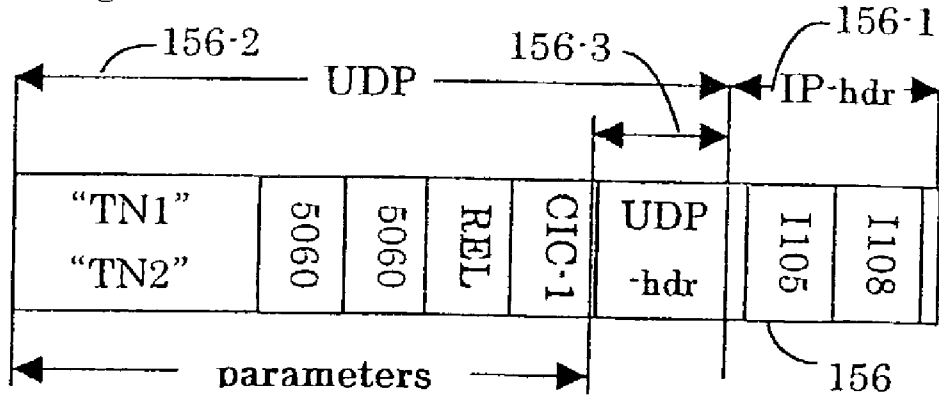 156-2
156-3
156-1
UDP
IP-hdr
“TN1”
“TN2”
5060
5060
REL
CIC-1
UDP
-hdr
I105
I108
parameters
156